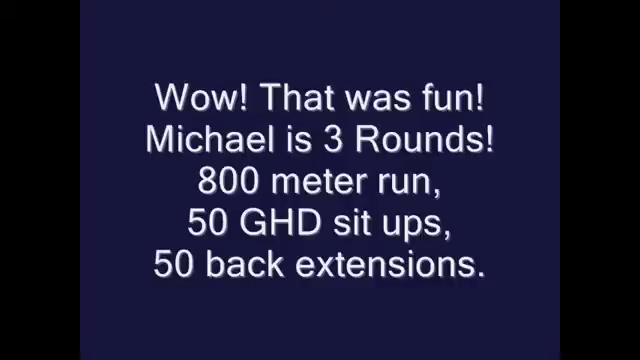 Wow! That was fun!
Michael is 3 Rounds!
800 meter run,
50 GHD sit ups,
50 back extensions.